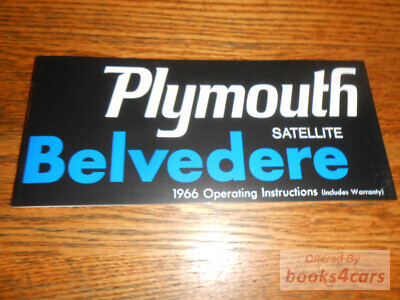 Plymouth
SATELLITE
Belvedere
1966 Operating Instructions (Includes Warranty)
Offered By
books4cars